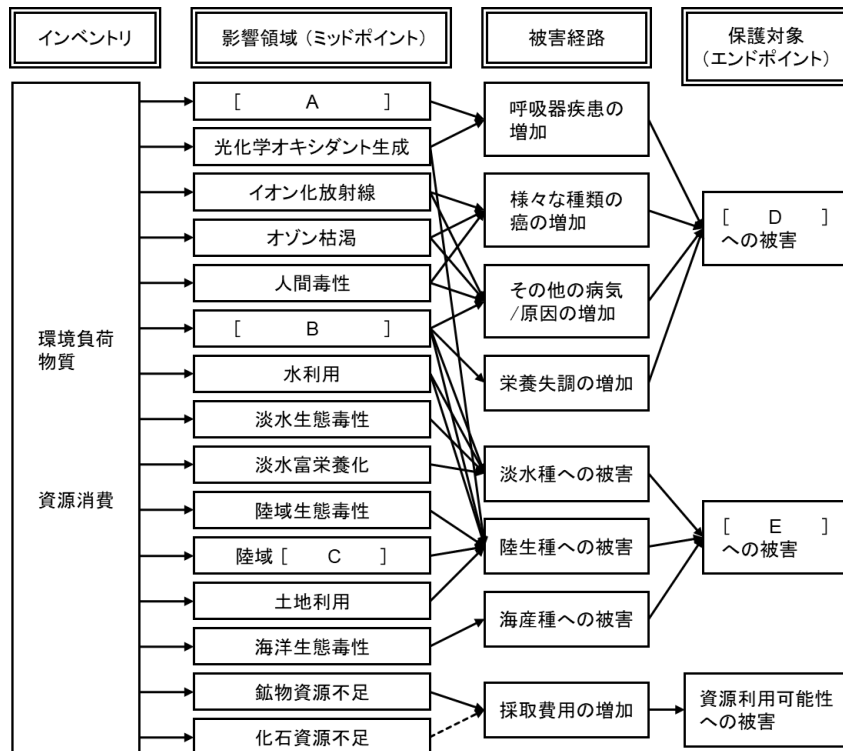 インベントリ
影響領域（ミッドポイント）
被害経路
保護対象
（エンドポイント）
環境負荷
物質
資源消費
［　　A　　］
光化学オキシダント生成
イオン化放射線
オゾン枯渇
人間毒性
［　　B　　］
水利用
淡水生態毒性
淡水富栄養化
陸域生態毒性
陸域［　　C　　］
土地利用
海洋生態毒性
鉱物資源不足
化石資源不足
呼吸器疾患の
増加
様々な種類の
癌の増加
その他の病気
/原因の増加
栄養失調の増加
淡水種への被害
陸生種への被害
海産種への被害
採取費用の増加
［　　D　　］
への被害
［　　E　　］
への被害
資源利用可能性
への被害